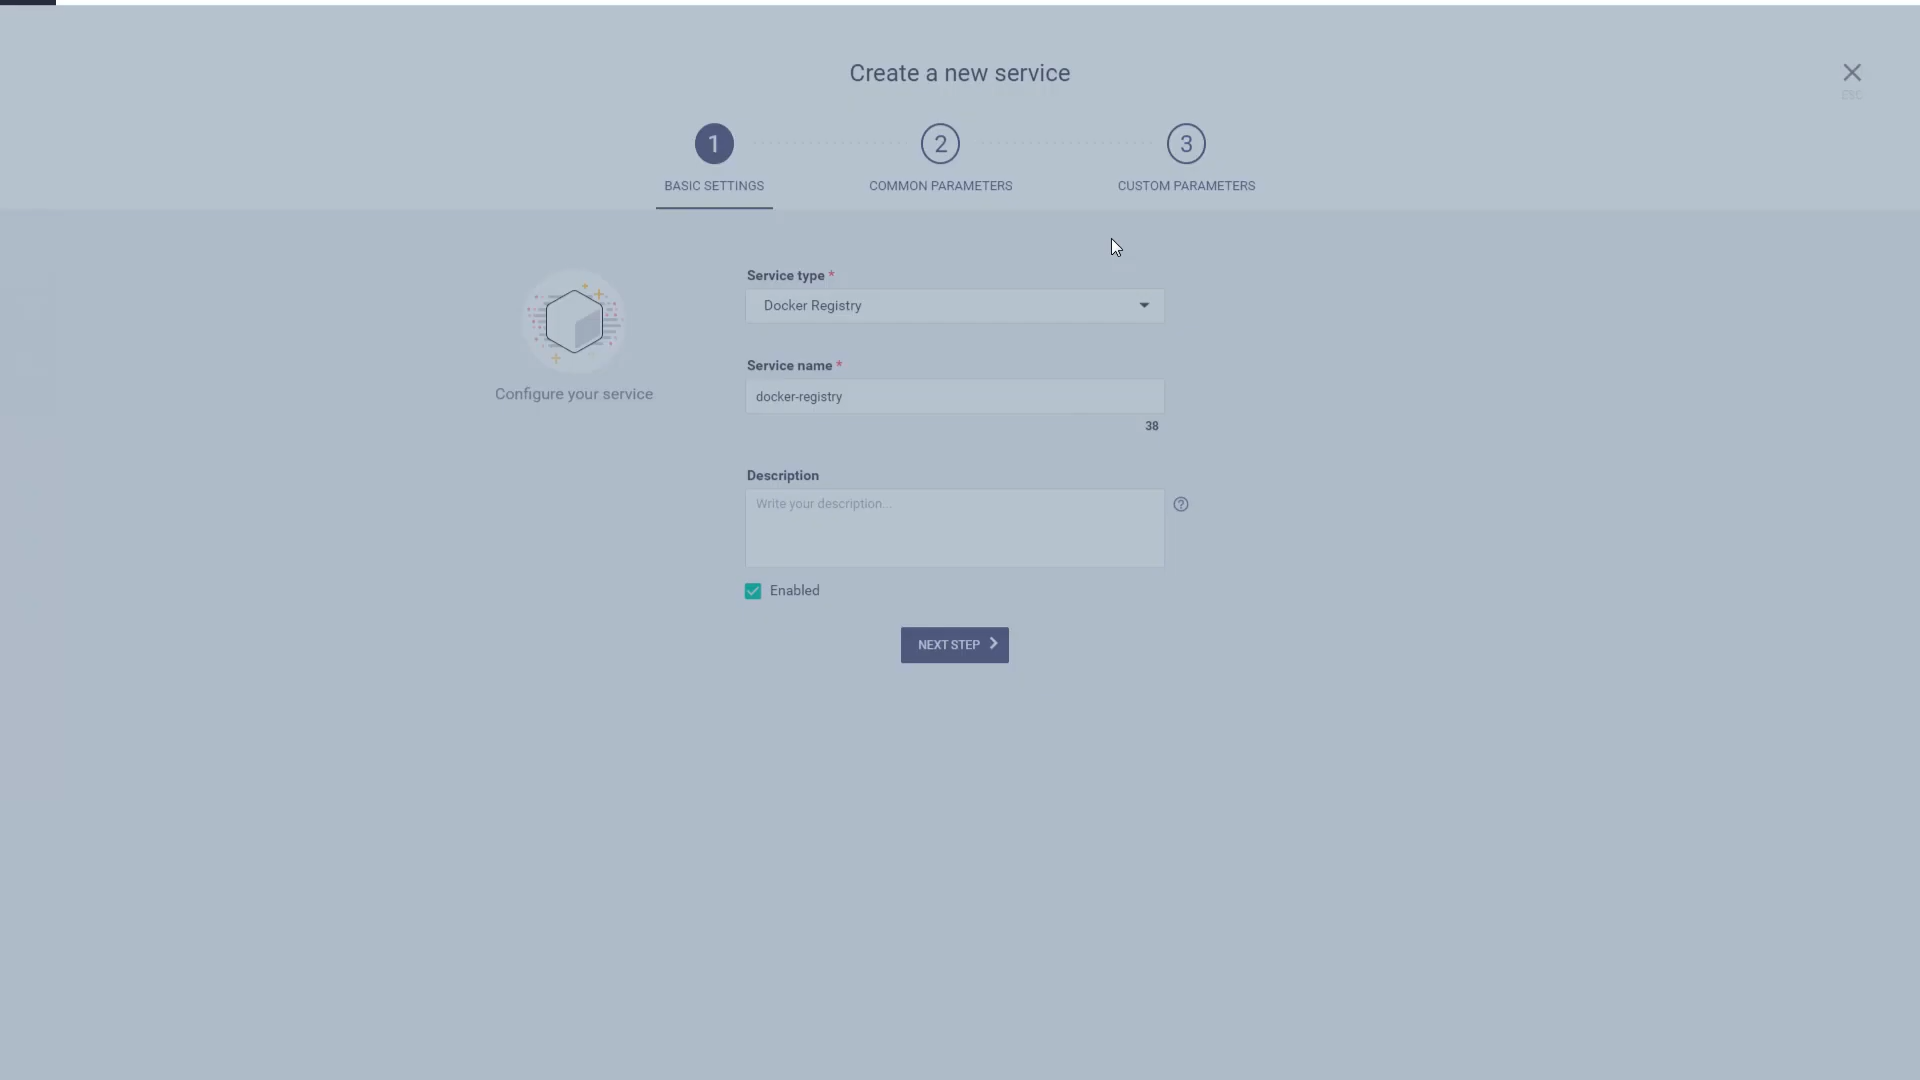 Create a new service
ESC
1
2
3
BASIC SETTINGS
COMMON PARAMETERS
CUSTOM PARAMETERS
Configure your service
Service type *
Docker Registry
Service name *
docker-registry
38
Description
Write your description...
Enabled
NEXT STEP